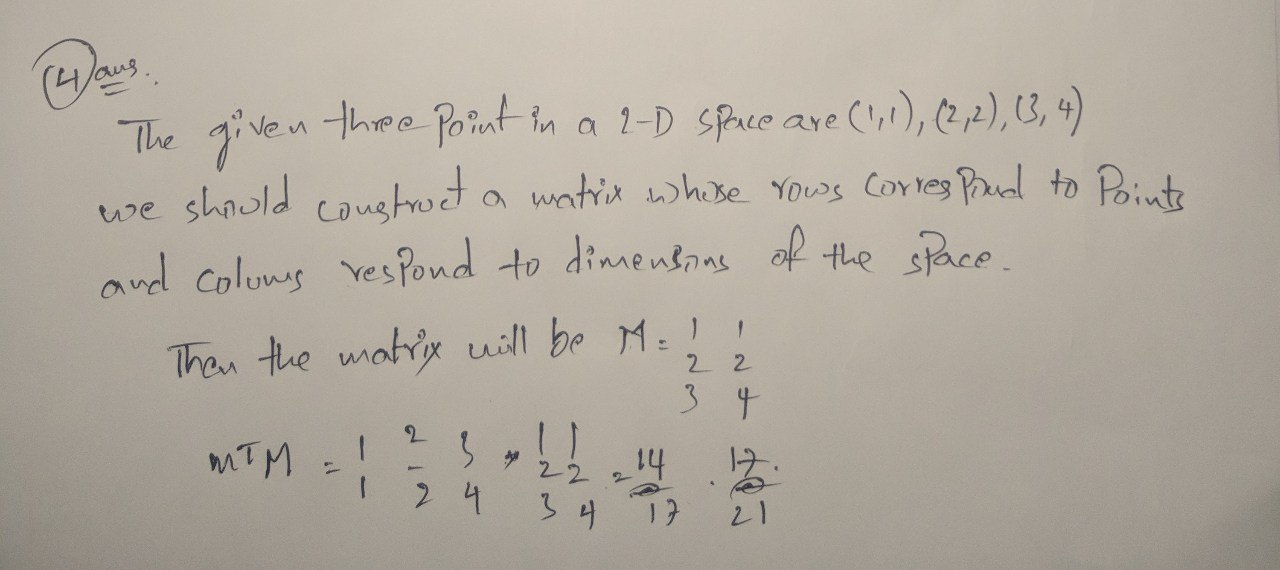 (4) ans.
The given three Point in a 2-D space are (1,1), (2,2), (3,4)
we should construct a matrix whose rows correspond to Points
and colums respond to dimensions of the space.
Then the matrix will be M = 1 1
2 2
3 4
MTM = 1 2 3 * 1 1 = 14 . 17.
1 2 4 2 2 17 21
3 4